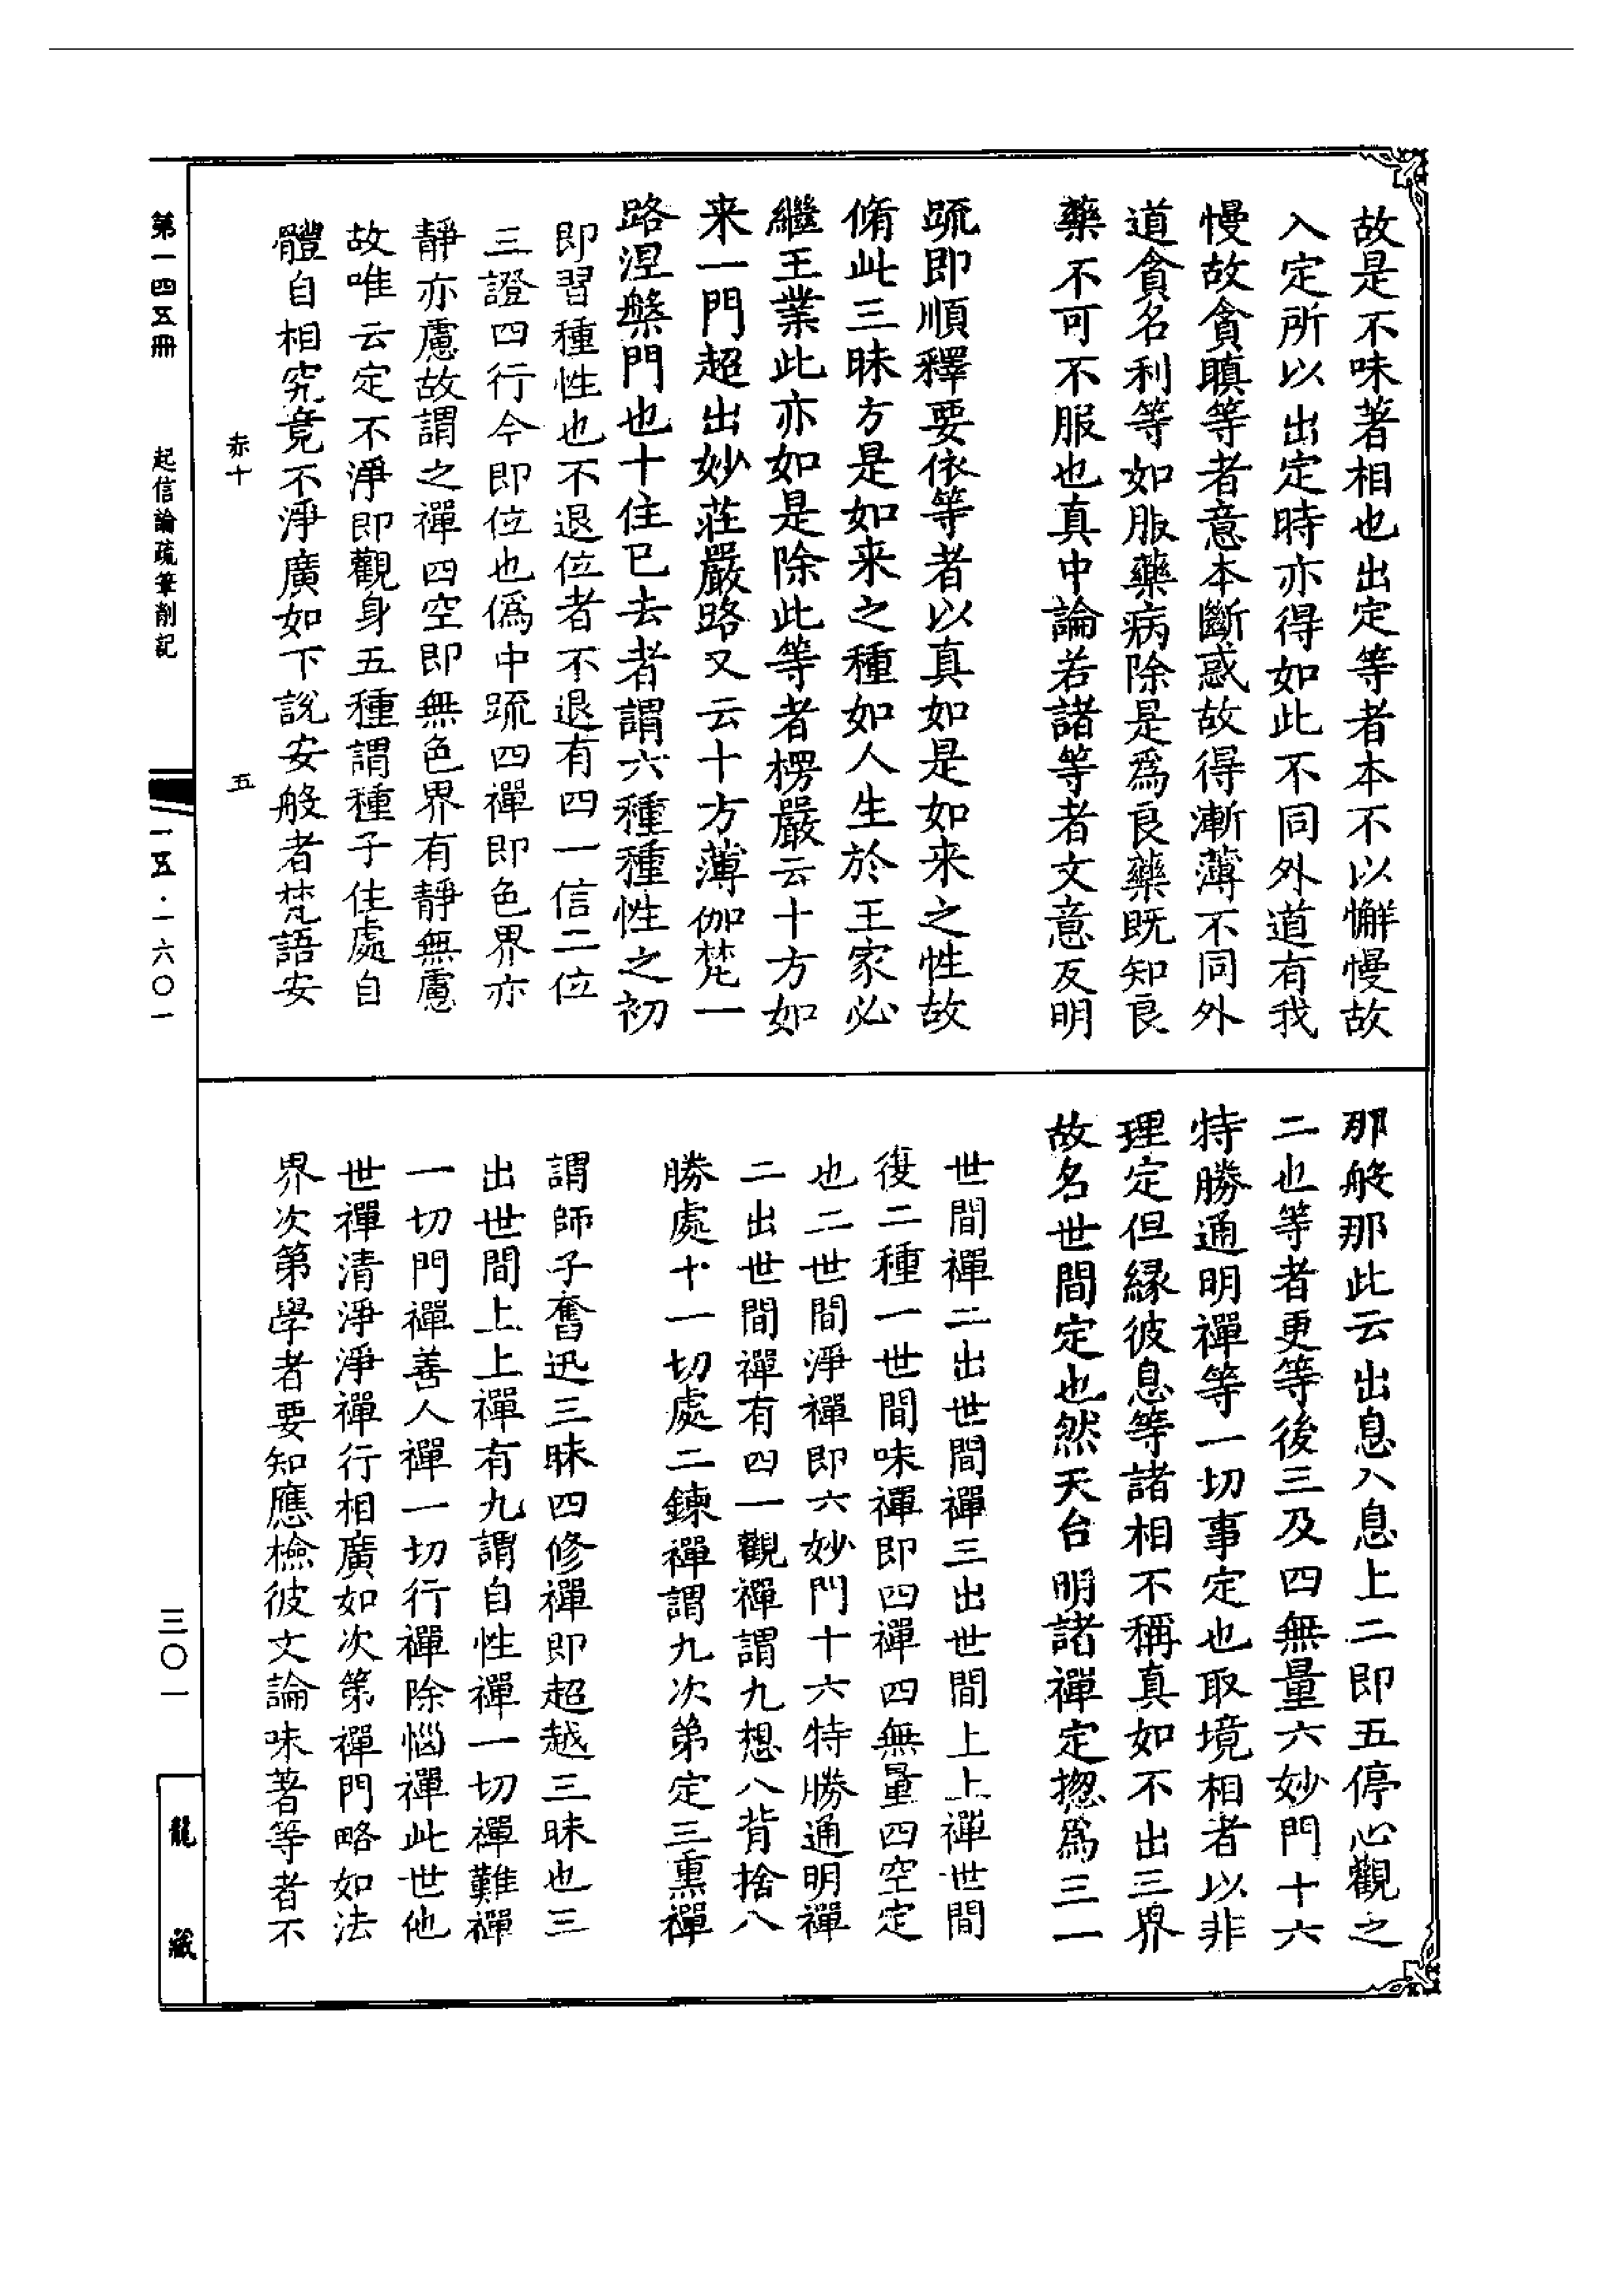 故是不味著相也出定等者本不以懈慢故
入定所以出定時亦得如此不同外道有我
慢故貪瞋等者意本斷惑故得漸薄不同外
道貪名利等如服藥病除是為良藥既知良
藥不可不服也真中論若諸等者文意反明
疏即順釋要依等者以真如是如来之性故
脩此三昧方是如来之種如人生於王家必
繼王業此亦如是除此等者楞嚴云十方如
来一門超出妙莊嚴路又云十方薄伽梵一
路涅槃門也十住已去者謂六種種性之初
即習種性也不退位者不退有四一信二位
三證四行今即位也偽中疏四禪即色界亦
靜亦慮故謂之禪四空即無色界有靜無慮
故唯云定不淨即觀身五種謂種子住處自
體自相究竟不淨廣如下說安般者梵語安
赤十 五
那般那此云出息入息上二即五停心觀之
二也等者更等後三及四無量六妙門十六
特勝通明禪等一切事定也取境相者以非
理定但緣彼息等諸相不稱真如不出三界
故名世間定也然天台明諸禪定揔為三一
世間禪二出世間禪三出世間上上禪世間
復二種一世間味禪即四禪四無量四空定
也二世間淨禪即六妙門十六特勝通明禪
二出世間禪有四一觀禪謂九想八背捨八
勝處十一切處二鍊禪謂九次第定三熏禪
謂師子奮迅三昧四修禪即超越三昧也三
出世間上上禪有九謂自性禪一切禪難禪
一切門禪善人禪一切行禪除惱禪此世他
世禪清淨淨禪行相廣如次第禪門略如法
界次第學者要知應檢彼文論味著等者不
第一四五冊 起信論疏筆削記 一一五·一六〇一 三〇一 龍藏